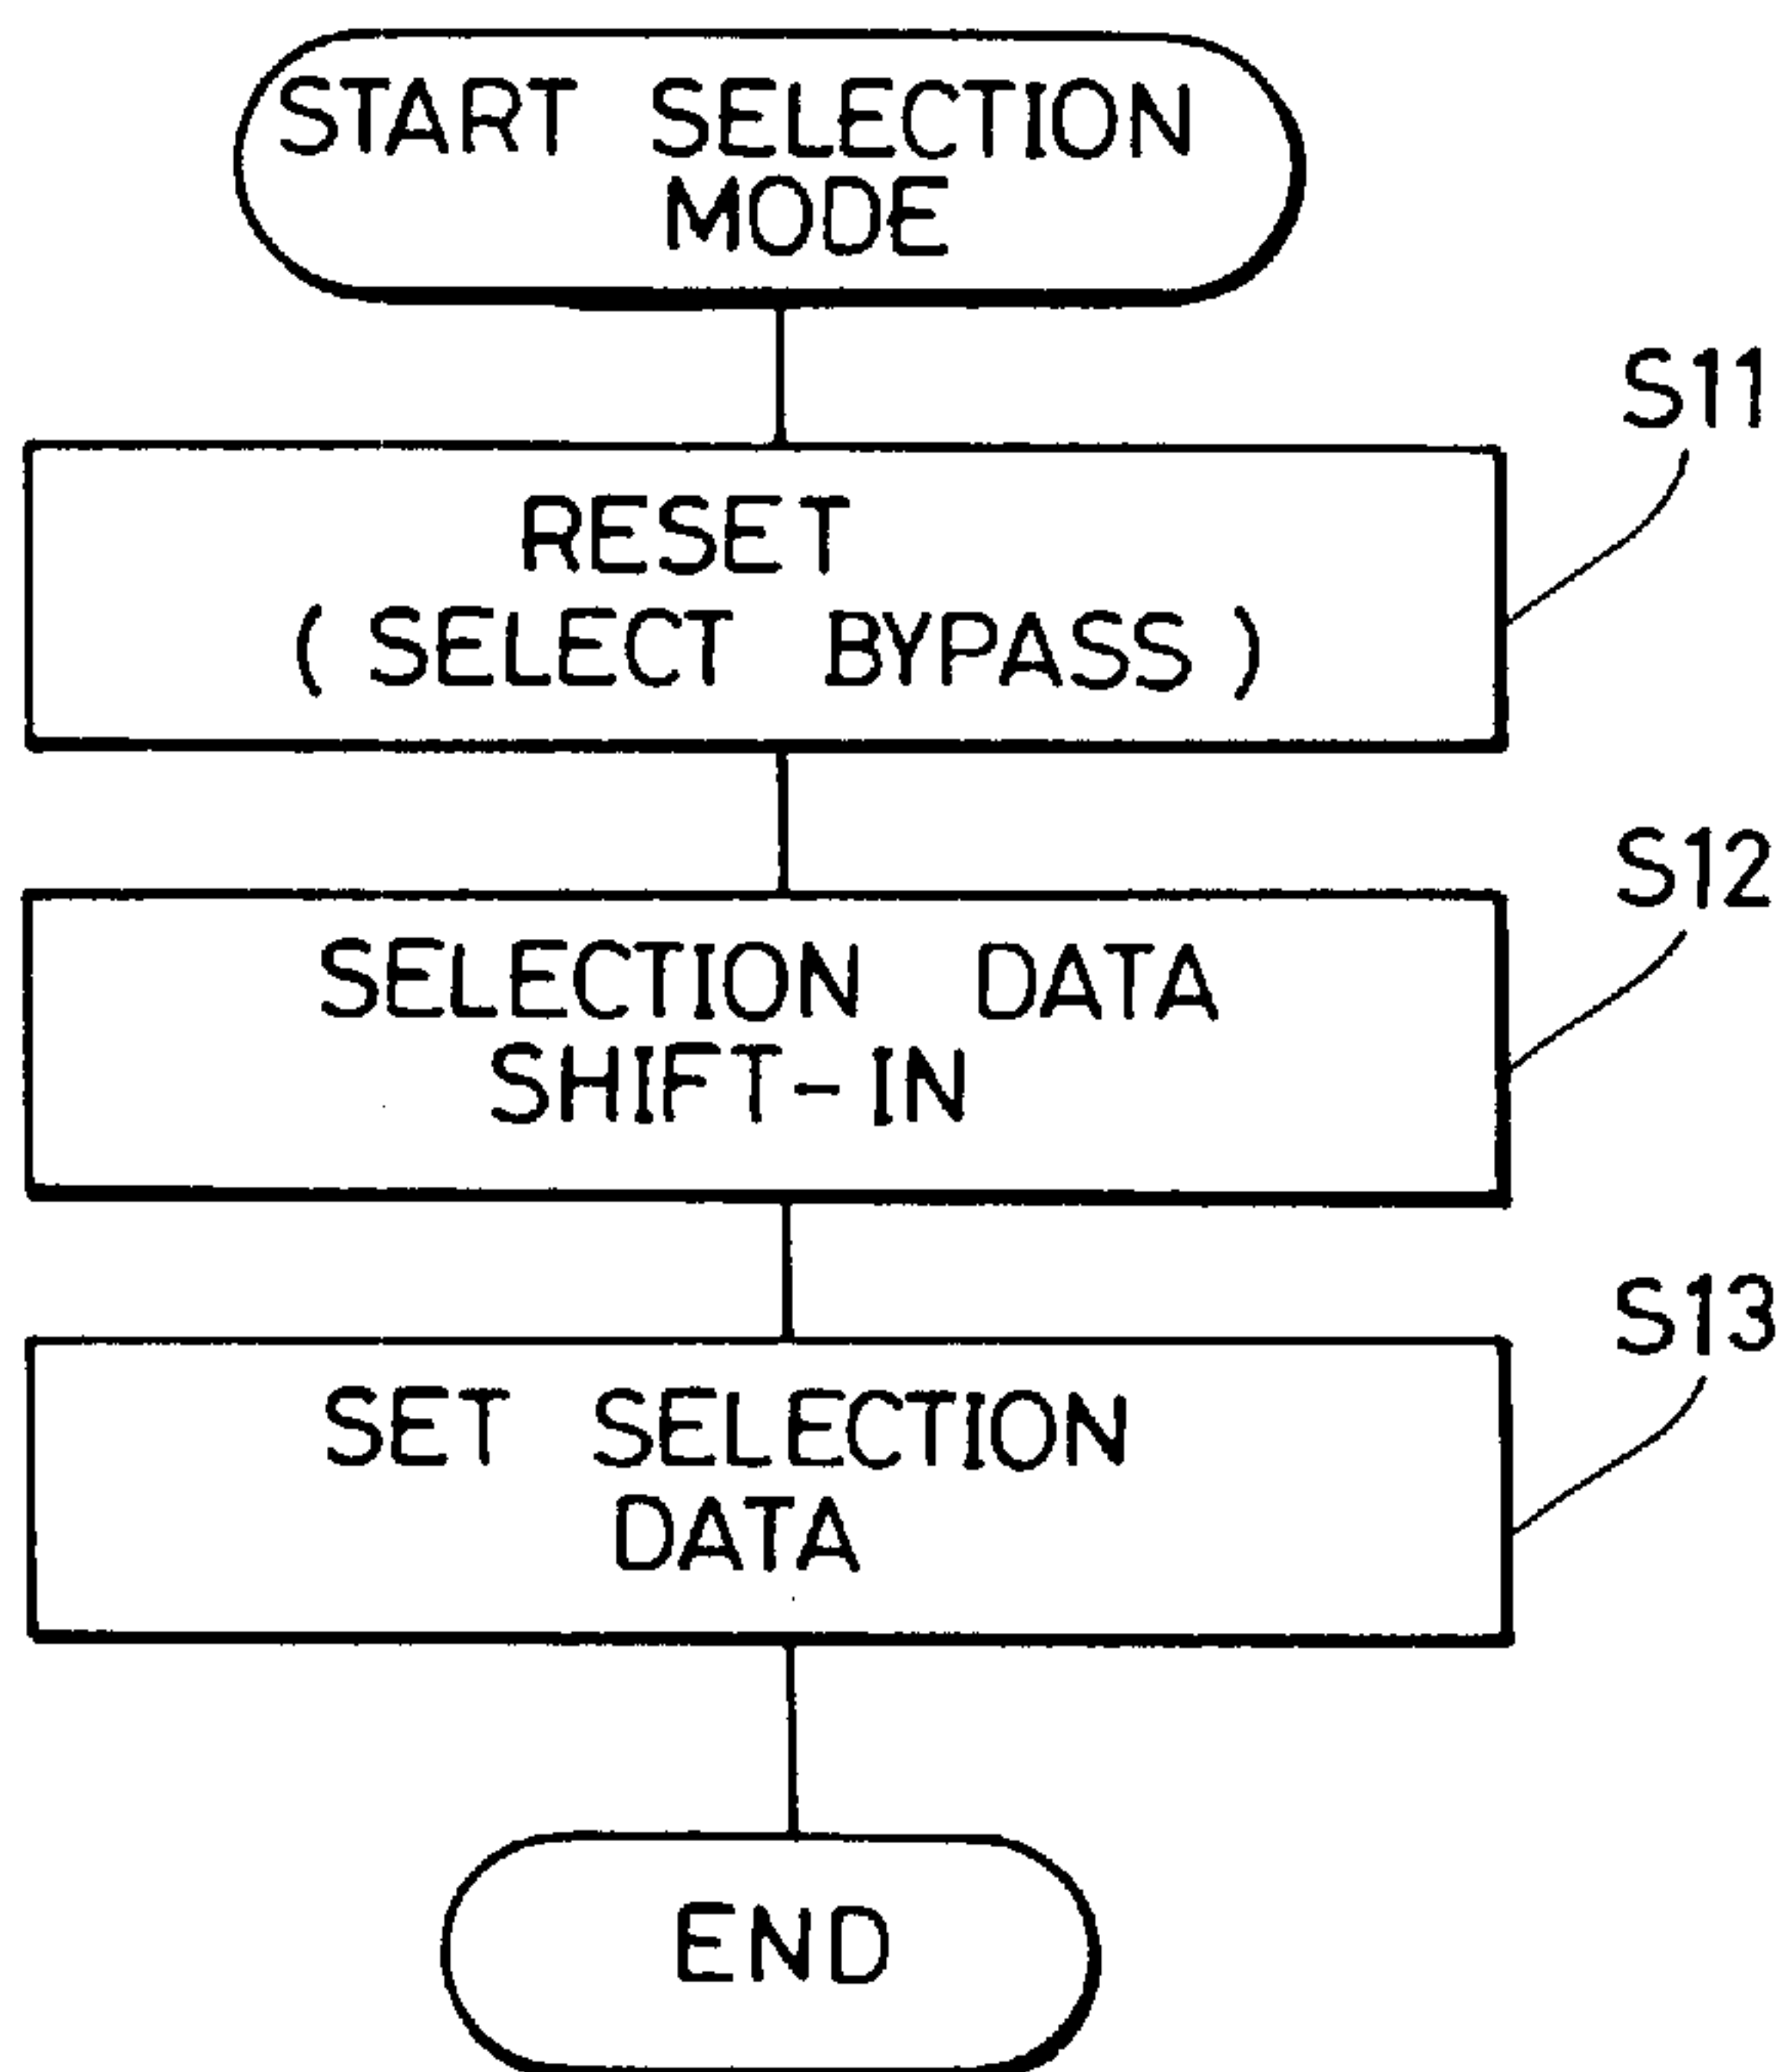 START SELECTION
MODE
S11
RESET
( SELECT BYPASS )
S12
SELECTION DATA
SHIFT-IN
S13
SET SELECTION
DATA
END